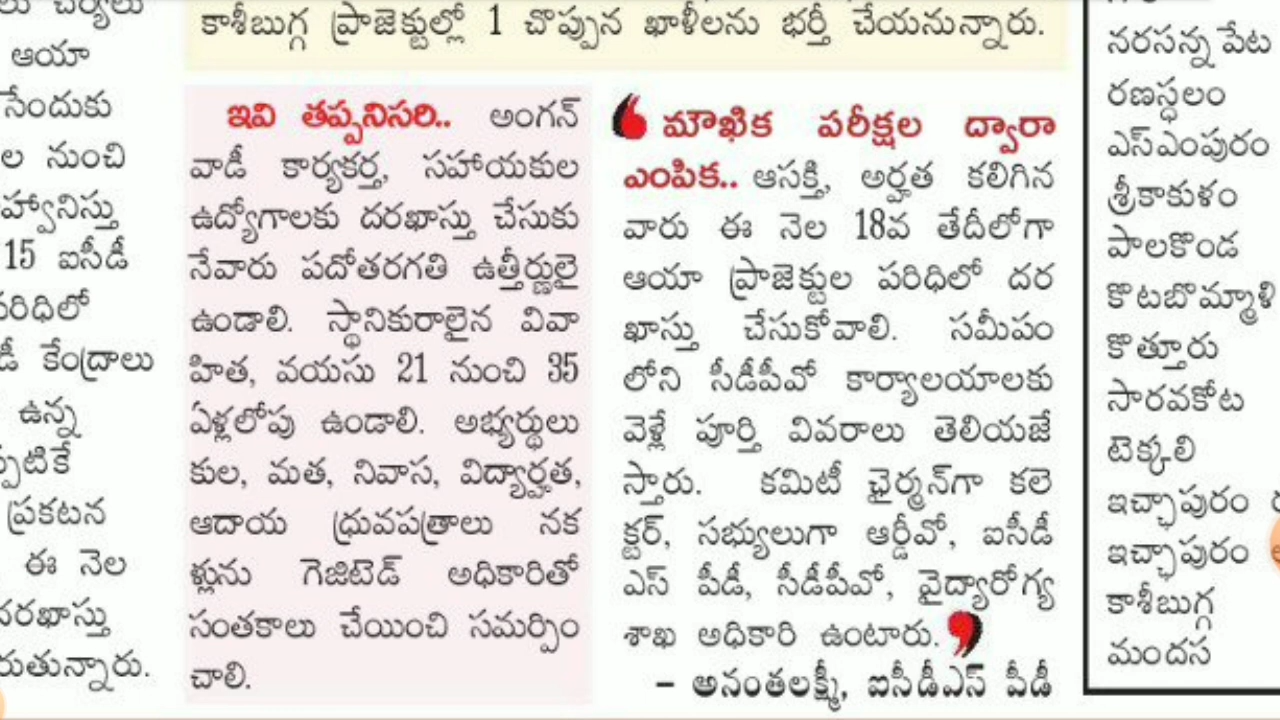 ఆయా
సేందుకు
ల నుంచి
హ్వానిస్తు
15 ఐసీడీ
పరిధిలో
డీ కేంద్రాలు
ఉన్న
ప్పటికే
ప్రకటన
ఈ నెల
దరఖాస్తు
రుతున్నారు.
కాశీబుగ్గ ప్రాజెక్టుల్లో 1 చొప్పున ఖాళీలను భర్తీ చేయనున్నారు.
ఇవి తప్పనిసరి.. అంగన్
వాడీ కార్యకర్త, సహాయకుల
ఉద్యోగాలకు దరఖాస్తు చేసుకు
నేవారు పదోతరగతి ఉత్తీర్ణులై
ఉండాలి. స్థానికురాలైన వివా
హిత, వయసు 21 నుంచి 35
ఏళ్లలోపు ఉండాలి. అభ్యర్థులు
కుల, మత, నివాస, విద్యార్హత,
ఆదాయ ధ్రువపత్రాలు నక
ళ్లును గెజిటెడ్ అధికారితో
సంతకాలు చేయించి సమర్పిం
చాలి.
❛ మౌఖిక పరీక్షల ద్వారా
ఎంపిక.. ఆసక్తి, అర్హత కలిగిన
వారు ఈ నెల 18వ తేదీలోగా
ఆయా ప్రాజెక్టుల పరిధిలో దర
ఖాస్తు చేసుకోవాలి. సమీపం
లోని సీడీపీవో కార్యాలయాలకు
వెళ్లే పూర్తి వివరాలు తెలియజే
స్తారు. కమిటీ ఛైర్మన్‌గా కలె
క్టర్, సభ్యులుగా ఆర్డీవో, ఐసీడీ
ఎస్ పీడీ, సీడీపీవో, వైద్యారోగ్య
శాఖ అధికారి ఉంటారు. ❜
– అనంతలక్ష్మీ, ఐసీడీఎస్ పీడీ
నరసన్నపేట
రణస్థలం
ఎస్ఎంపురం
శ్రీకాకుళం
పాలకొండ
కొటబొమ్మాళి
కొత్తూరు
సారవకోట
టెక్కలి
ఇచ్ఛాపురం
ఇచ్ఛాపురం
కాశీబుగ్గ
మందస